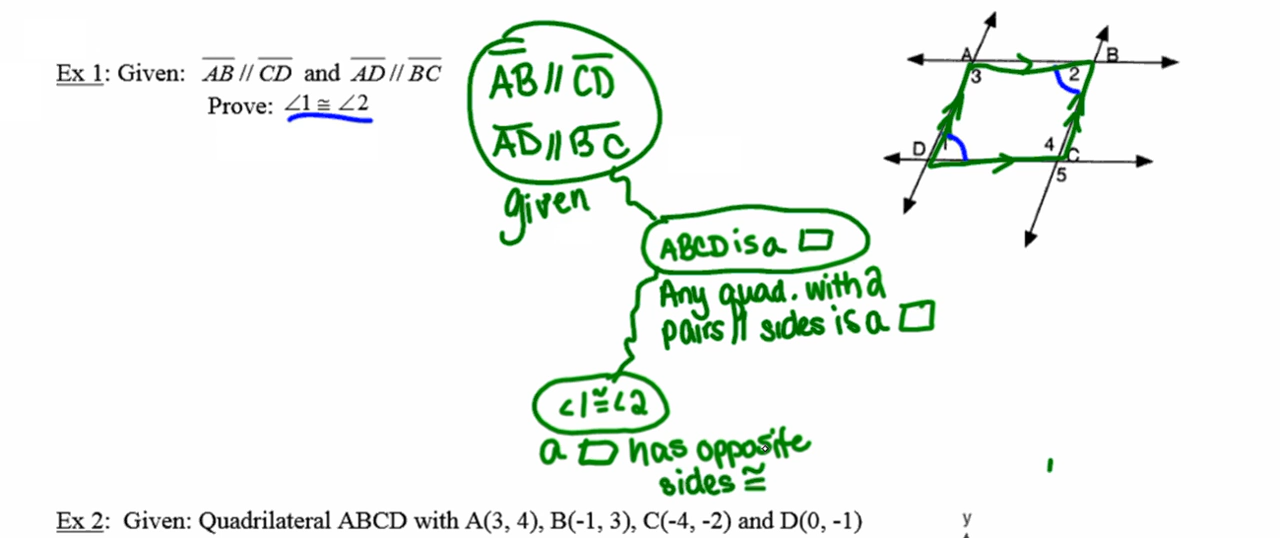 Ex 1: Given: AB // CD and AD // BC
Prove: ∠1 ≅ ∠2
AB // CD
AD // BC
given
ABCD is a ▱
Any quad. with 2
pairs // sides is a ▱
∠1 ≅ ∠2
a ▱ has opposite
sides ≅
A
B
3
2
D
1
4
C
5
Ex 2: Given: Quadrilateral ABCD with A(3, 4), B(-1, 3), C(-4, -2) and D(0, -1)
y